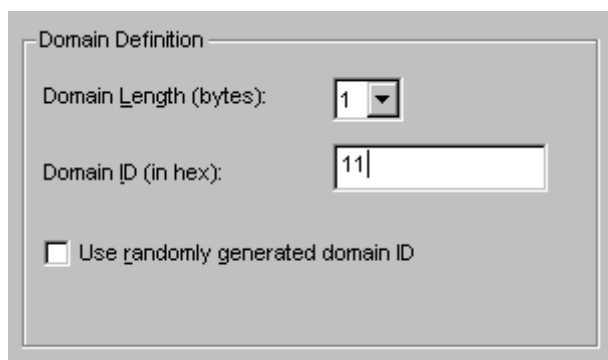 Domain Definition
Domain Length (bytes): 1
Domain ID (in hex): 11
Use randomly generated domain ID